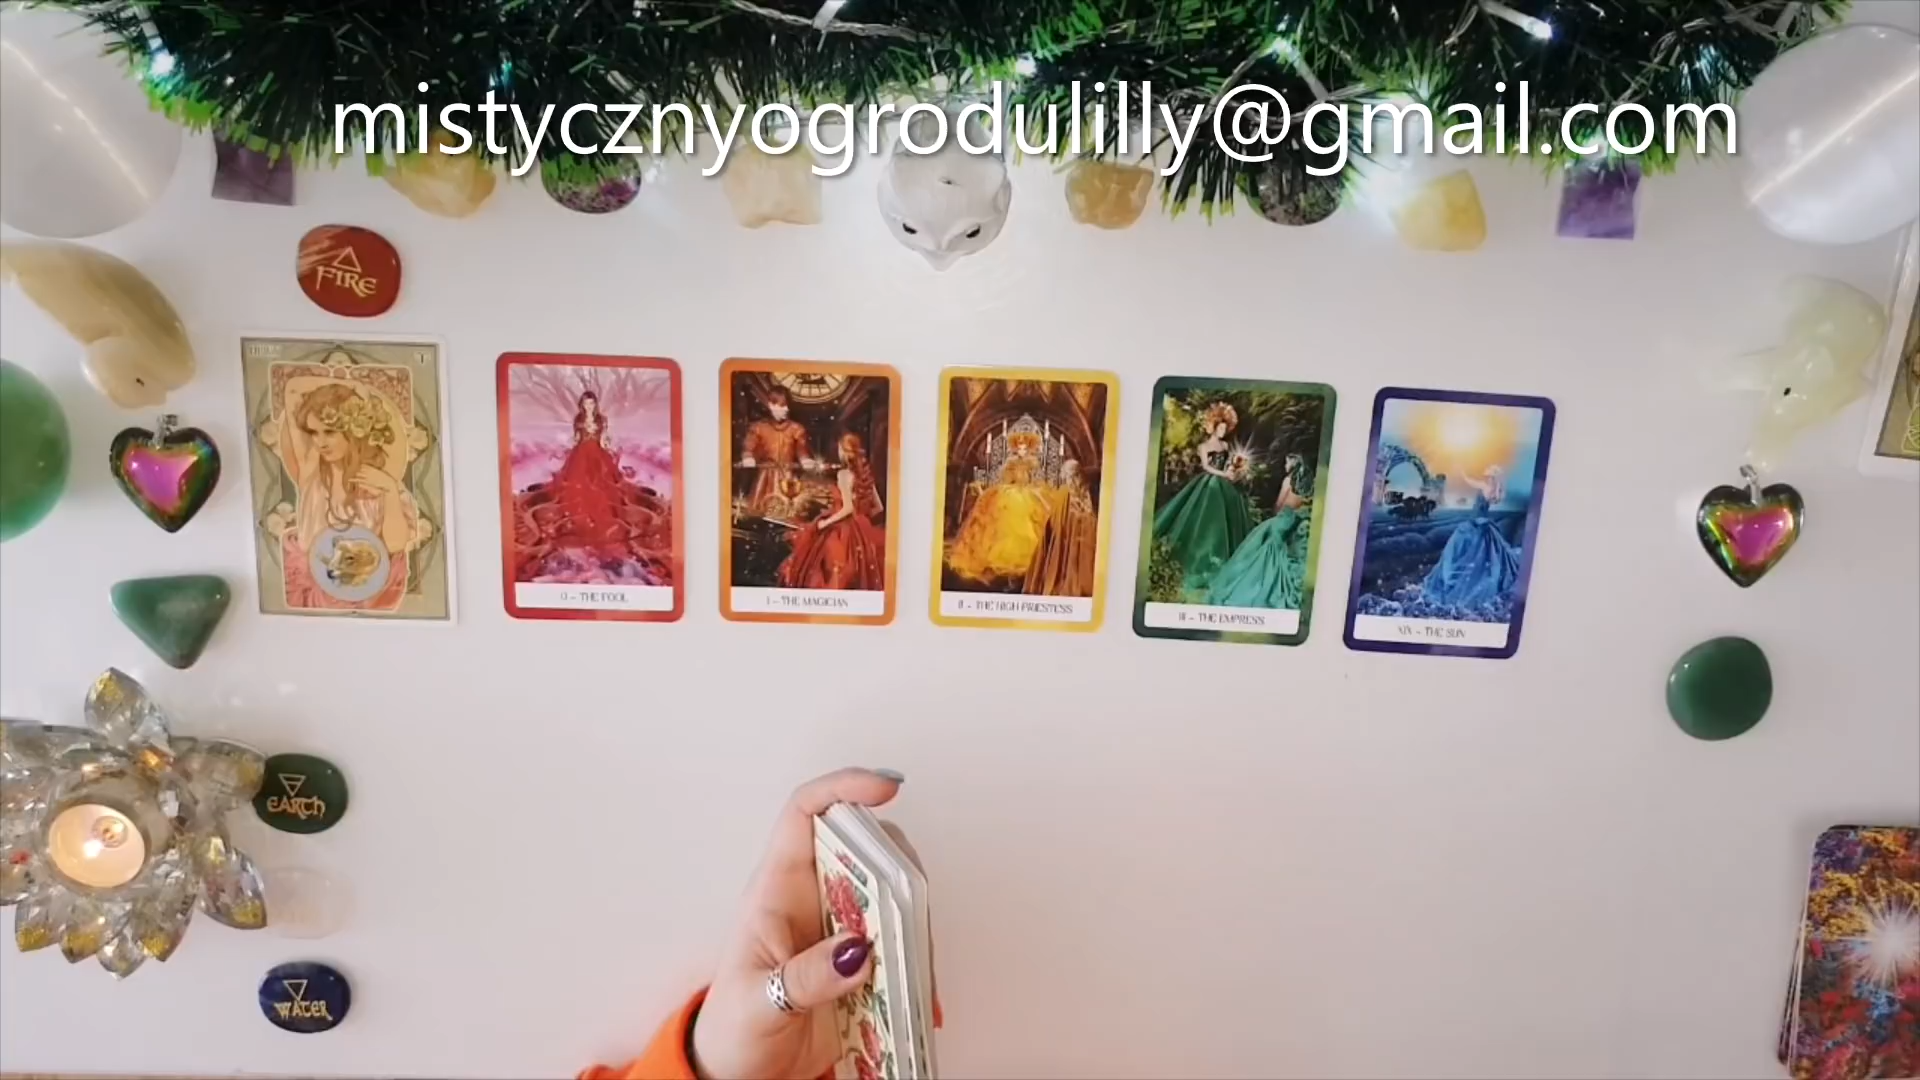 mistycznyogrodulilly@gmail.com
FIRE
0 – THE FOOL
I – THE MAGICIAN
II – THE HIGH PRIESTESS
III – THE EMPRESS
XIX – THE SUN
EARTH
WATER